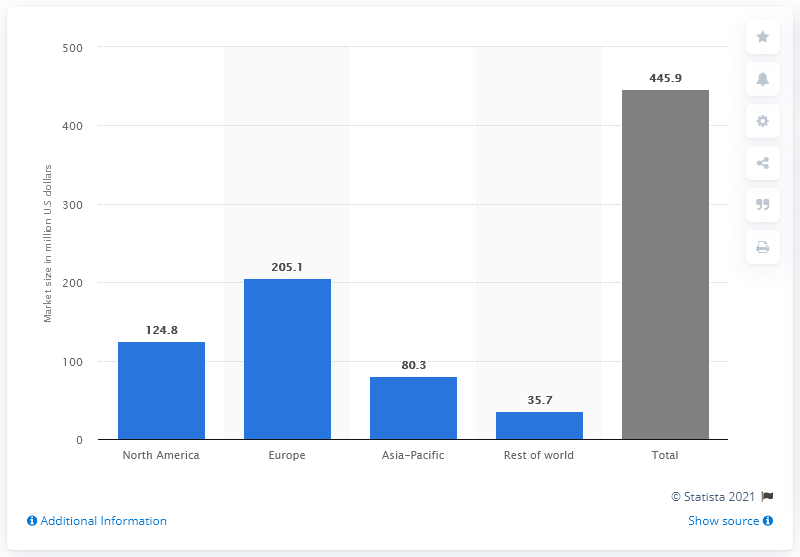 500
400
300
200
100
0
Market size in million U.S dollars
124.8
205.1
80.3
35.7
445.9
North America
Europe
Asia-Pacific
Rest of world
Total
© Statista 2021
Additional Information
Show source